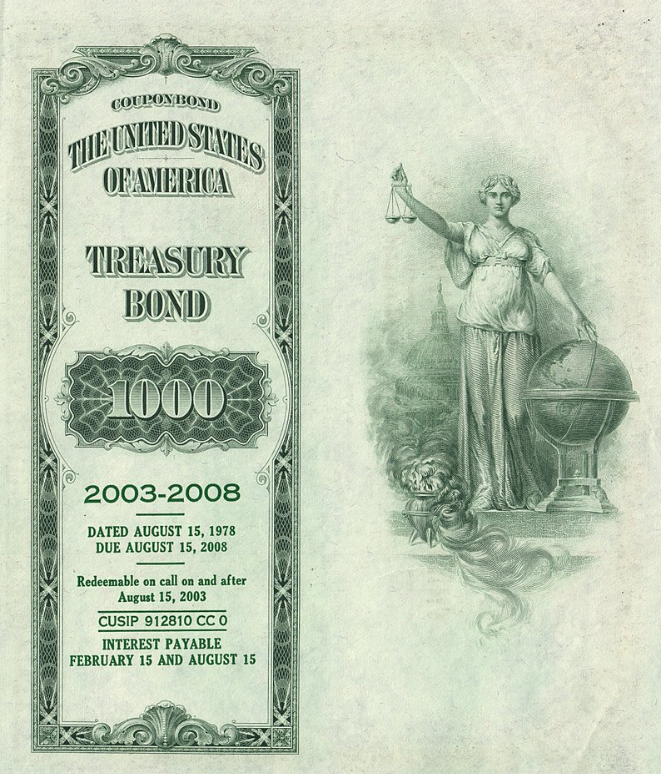 COUPON BOND
THE UNITED STATES
OF AMERICA
TREASURY
BOND
1000
2003-2008
DATED AUGUST 15, 1978
DUE AUGUST 15, 2008
Redeemable on call on and after
August 15, 2003
CUSIP 912810 CC 0
INTEREST PAYABLE
FEBRUARY 15 AND AUGUST 15